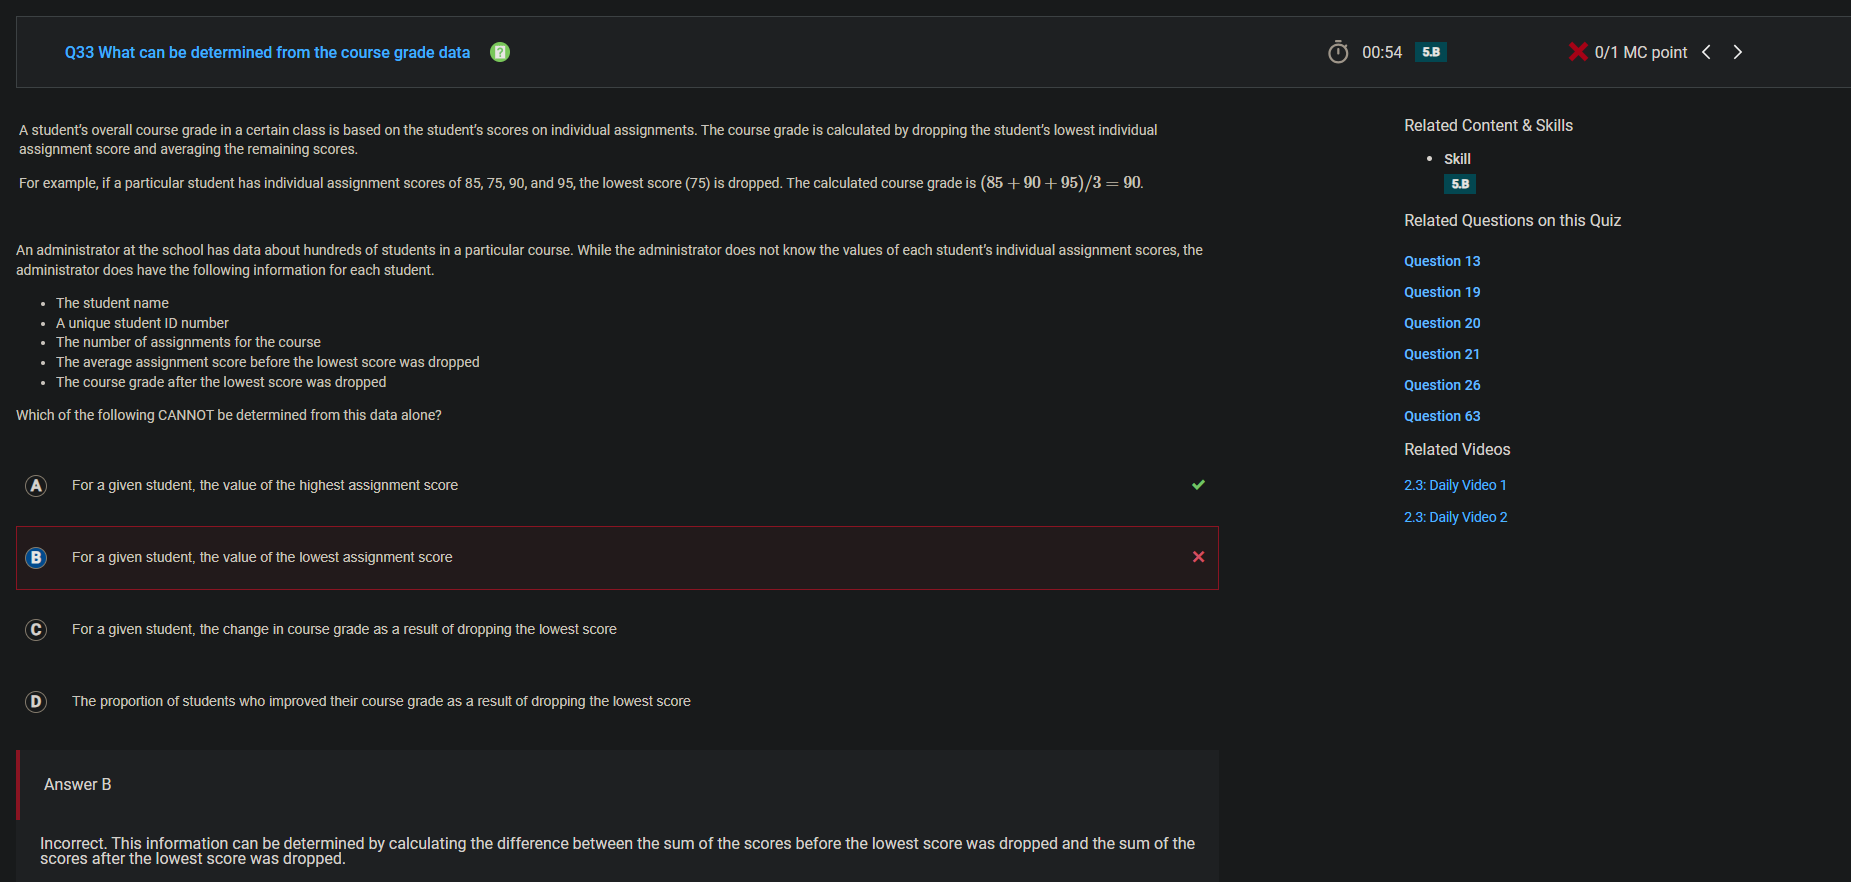 Q33 What can be determined from the course grade data
00:54 5.B
0/1 MC point
A student's overall course grade in a certain class is based on the student's scores on individual assignments. The course grade is calculated by dropping the student's lowest individual
assignment score and averaging the remaining scores.
For example, if a particular student has individual assignment scores of 85, 75, 90, and 95, the lowest score (75) is dropped. The calculated course grade is (85 + 90 + 95)/3 = 90.
An administrator at the school has data about hundreds of students in a particular course. While the administrator does not know the values of each student's individual assignment scores, the
administrator does have the following information for each student.
• The student name
• A unique student ID number
• The number of assignments for the course
• The average assignment score before the lowest score was dropped
• The course grade after the lowest score was dropped
Which of the following CANNOT be determined from this data alone?
A For a given student, the value of the highest assignment score
B For a given student, the value of the lowest assignment score
C For a given student, the change in course grade as a result of dropping the lowest score
D The proportion of students who improved their course grade as a result of dropping the lowest score
Answer B
Incorrect. This information can be determined by calculating the difference between the sum of the scores before the lowest score was dropped and the sum of the
scores after the lowest score was dropped.
Related Content & Skills
• Skill
5.B
Related Questions on this Quiz
Question 13
Question 19
Question 20
Question 21
Question 26
Question 63
Related Videos
2.3: Daily Video 1
2.3: Daily Video 2